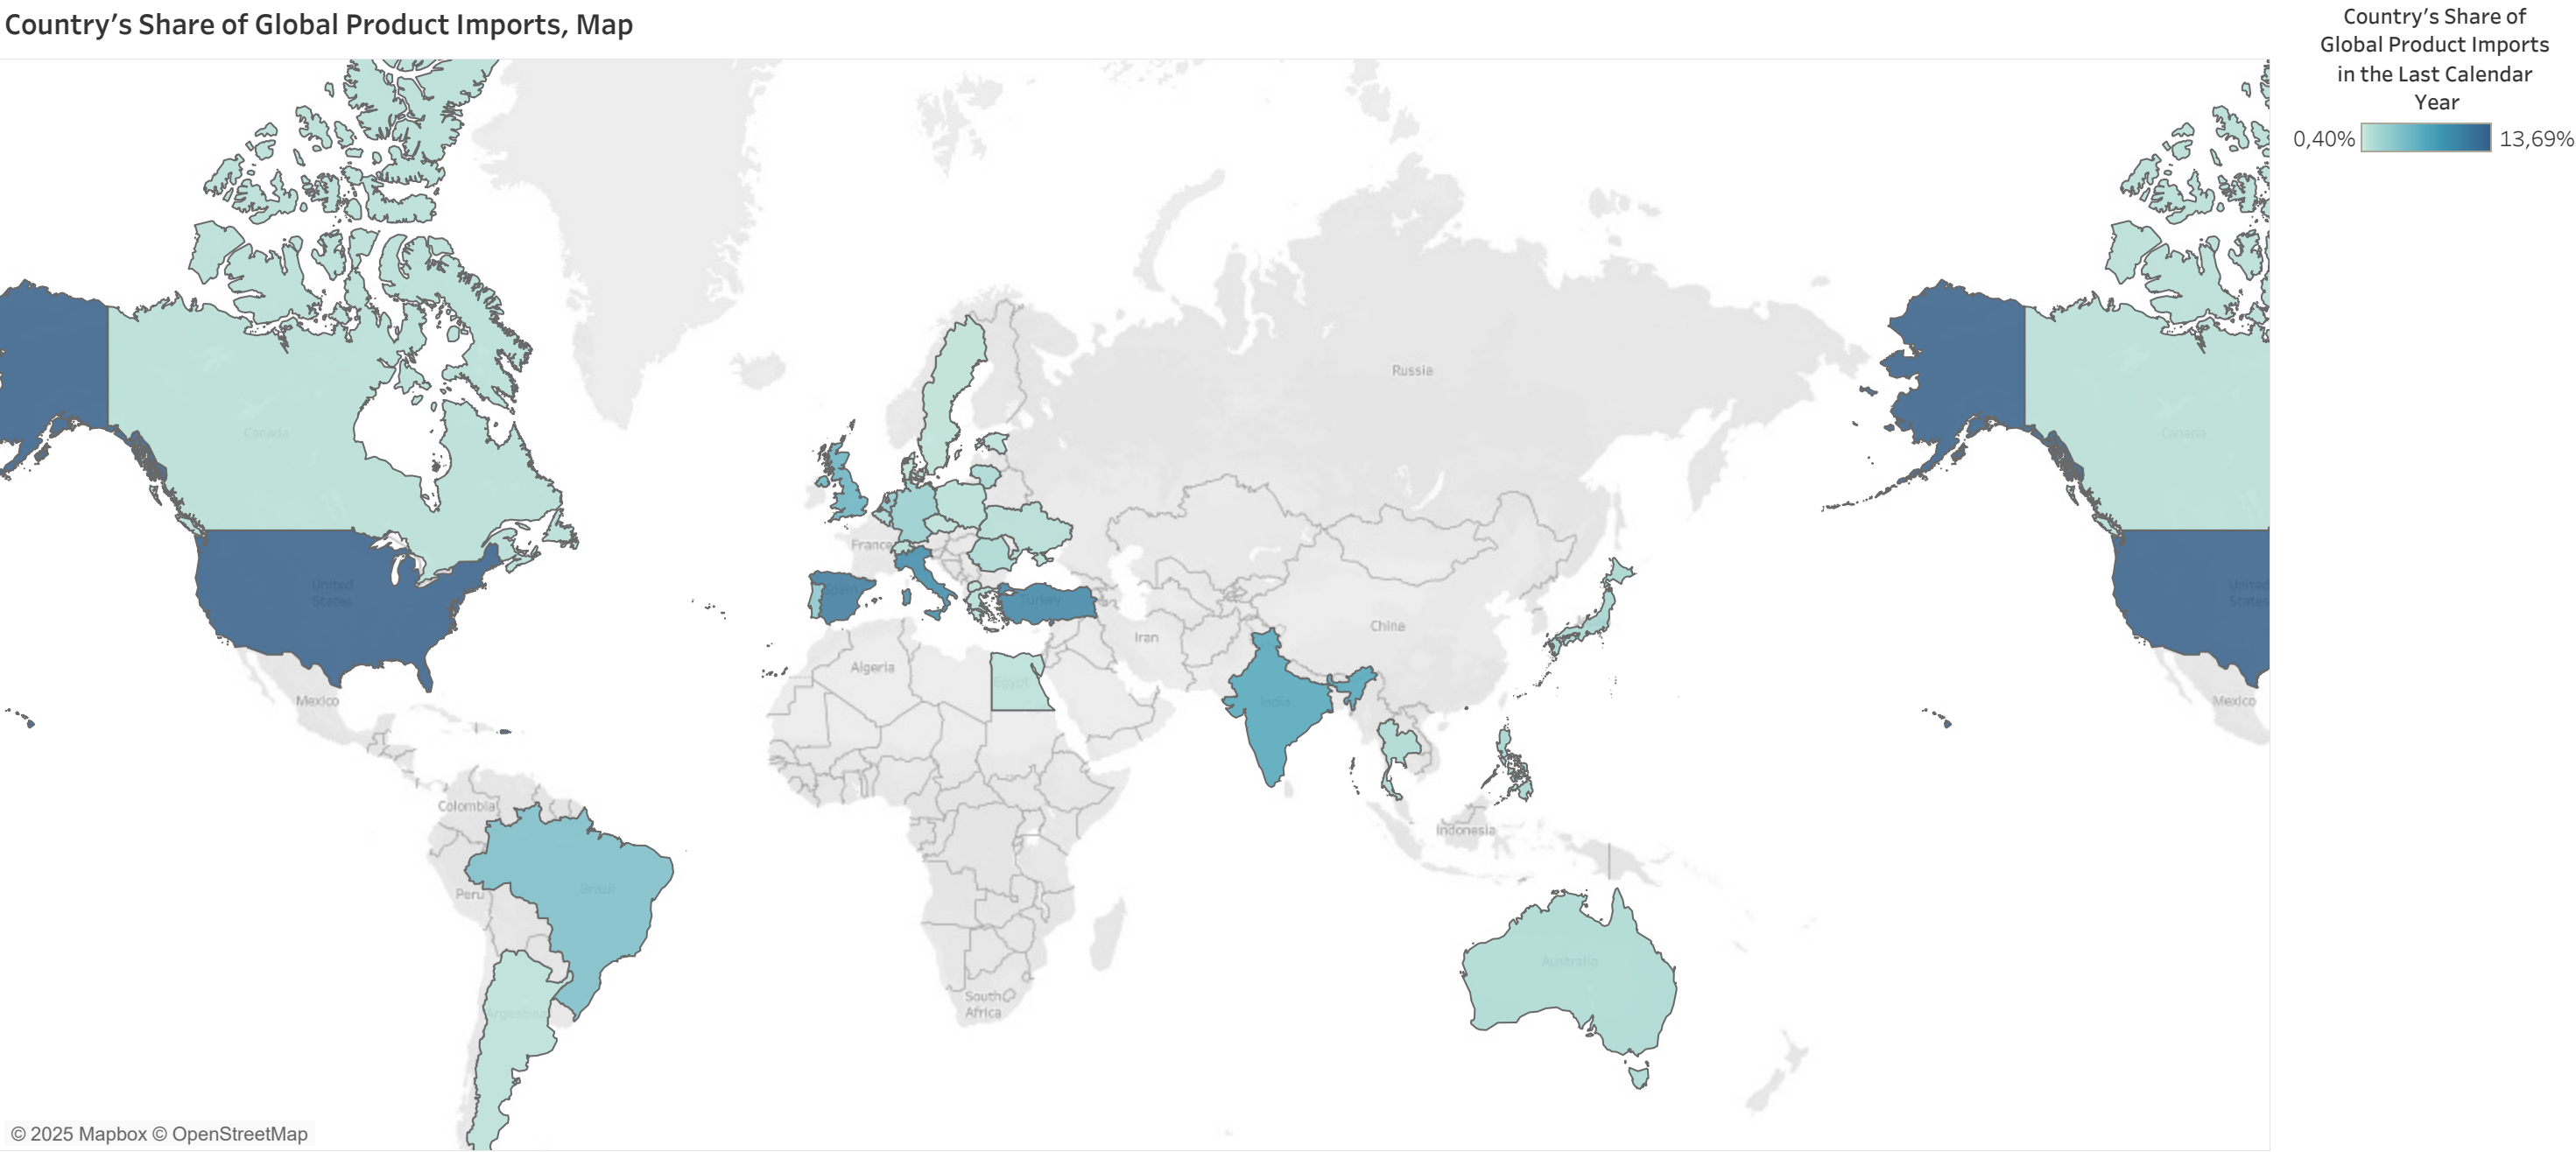 Country's Share of Global Product Imports, Map
Country's Share of
Global Product Imports
in the Last Calendar
Year
0,40%
13,69%
Russia
Canada
Canada
France
United
States
Spain
Turkey
United
States
China
Iran
Algeria
Egypt
Mexico
India
Mexico
Colombia
Indonesia
Brazil
Peru
Australia
South
Africa
Argentina
© 2025 Mapbox © OpenStreetMap